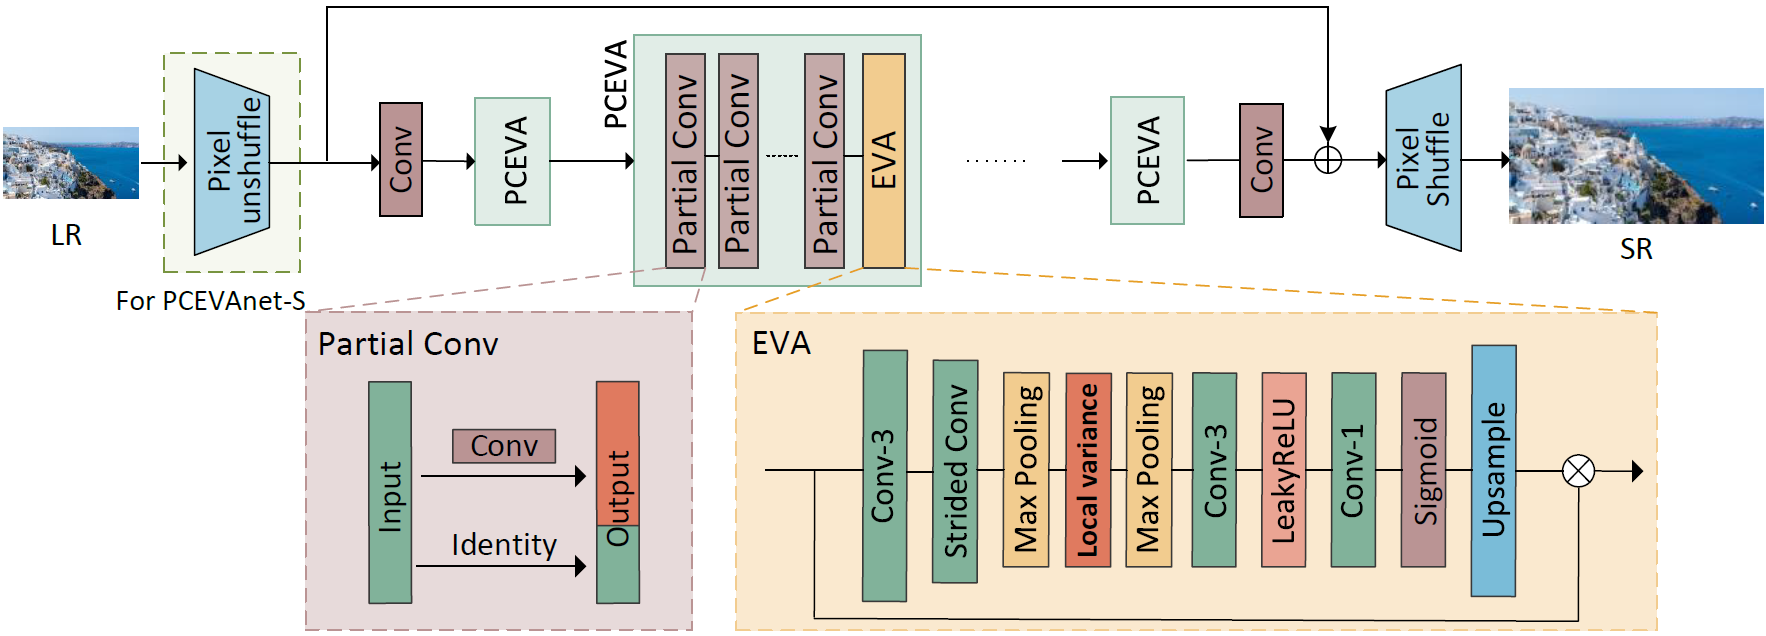 LR
Pixel
unshuffle
For PCEVAnet-S
Conv
PCEVA
PCEVA
Partial Conv
Partial Conv
Partial Conv
EVA
PCEVA
Conv
Pixel
Shuffle
SR
Partial Conv
Input
Conv
Identity
Output
EVA
Conv-3
Strided Conv
Max Pooling
Local variance
Max Pooling
Conv-3
LeakyReLU
Conv-1
Sigmoid
Upsample